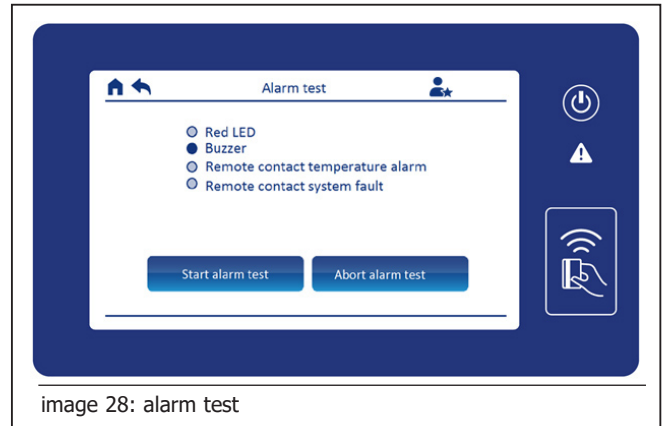 Alarm test
Red LED
Buzzer
Remote contact temperature alarm
Remote contact system fault
Start alarm test
Abort alarm test
image 28: alarm test